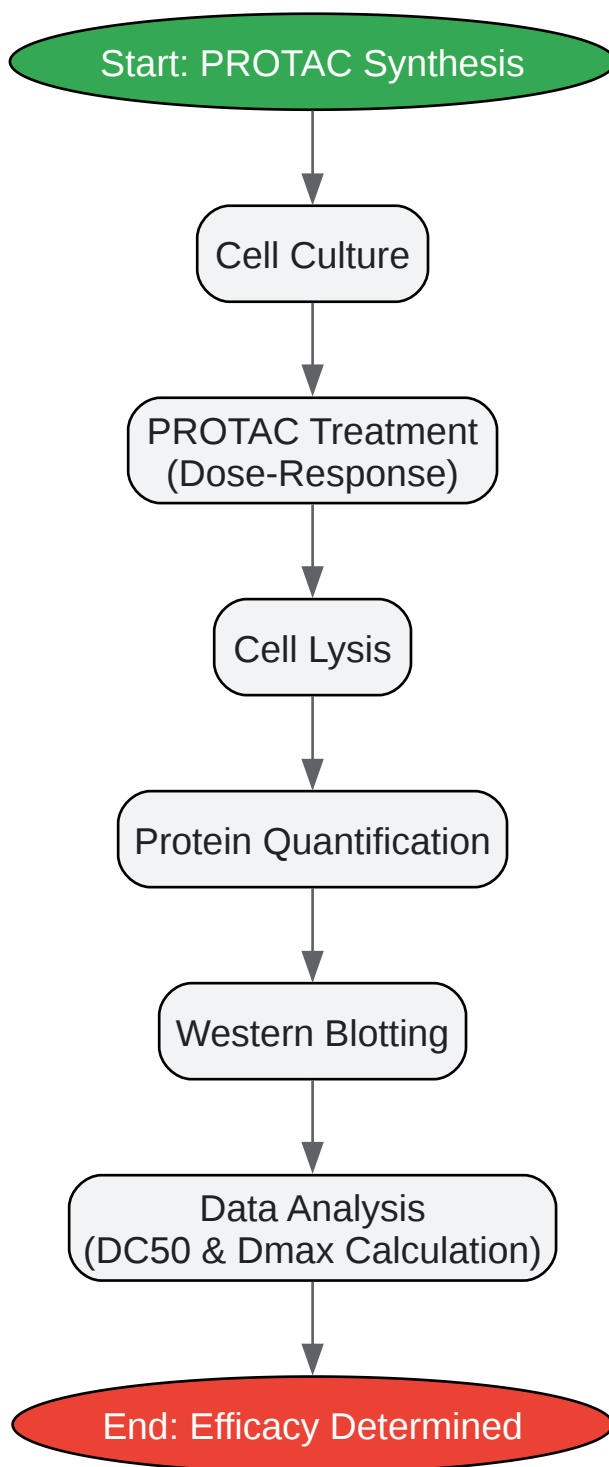 Start: PROTAC Synthesis
Cell Culture
PROTAC Treatment
(Dose-Response)
Cell Lysis
Protein Quantification
Western Blotting
Data Analysis
(DC50 & Dmax Calculation)
End: Efficacy Determined